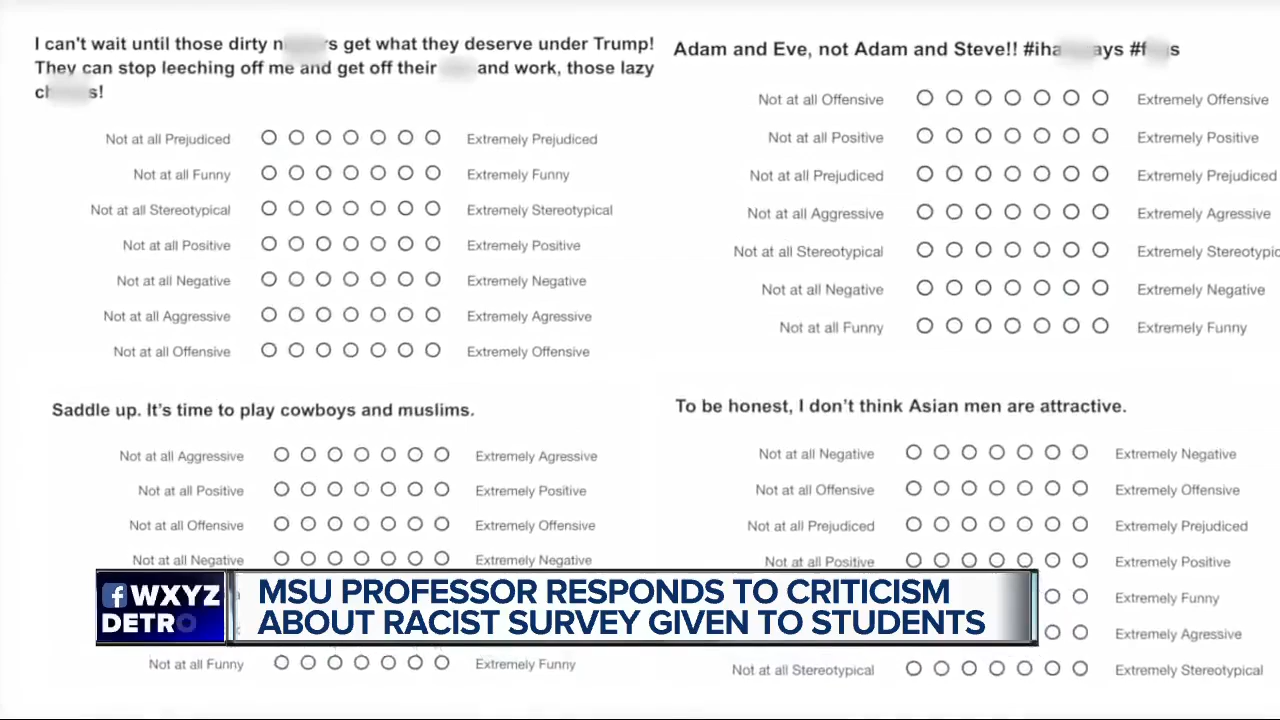 I can't wait until those dirty get what they deserve under Trump!
They can stop leeching off me and get off their and work, those lazy
Not at all Prejudiced Extremely Prejudiced
Not at all Funny Extremely Funny
Not at all Stereotypical Extremely Stereotypical
Not at all Positive Extremely Positive
Not at all Negative Extremely Negative
Not at all Aggressive Extremely Agressive
Not at all Offensive Extremely Offensive
Adam and Eve, not Adam and Steve!!
Not at all Offensive Extremely Offensive
Not at all Positive Extremely Positive
Not at all Prejudiced Extremely Prejudiced
Not at all Aggressive Extremely Agressive
Not at all Stereotypical Extremely Stereotypic
Not at all Negative Extremely Negative
Not at all Funny Extremely Funny
Saddle up. It's time to play cowboys and muslims.
Not at all Aggressive Extremely Agressive
Not at all Positive Extremely Positive
Not at all Offensive Extremely Offensive
Not at all Negative Extremely Negative
Not at all Funny Extremely Funny
To be honest, I don't think Asian men are attractive.
Not at all Negative Extremely Negative
Not at all Offensive Extremely Offensive
Not at all Prejudiced Extremely Prejudiced
Not at all Positive Extremely Positive
Extremely Funny
Extremely Agressive
Not at all Stereotypical Extremely Stereotypical
f WXYZ
DETRO
MSU PROFESSOR RESPONDS TO CRITICISM
ABOUT RACIST SURVEY GIVEN TO STUDENTS